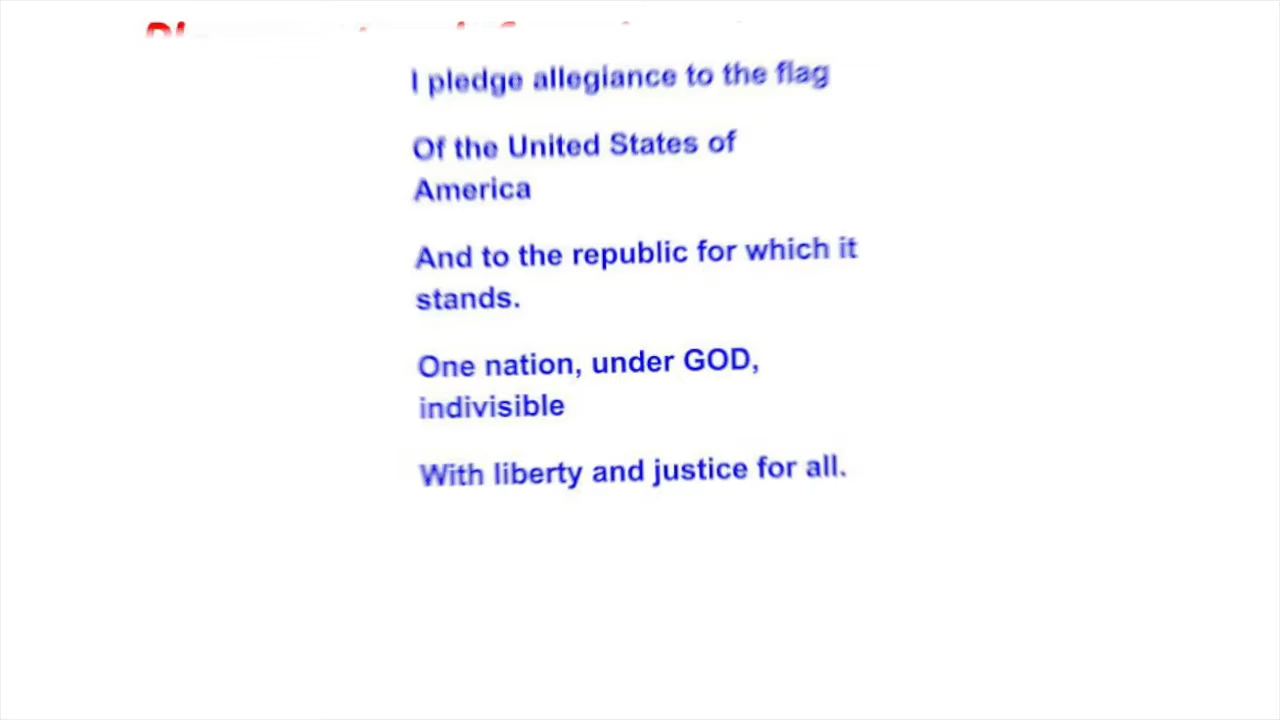 I pledge allegiance to the flag
Of the United States of
America
And to the republic for which it
stands.
One nation, under GOD,
indivisible
With liberty and justice for all.